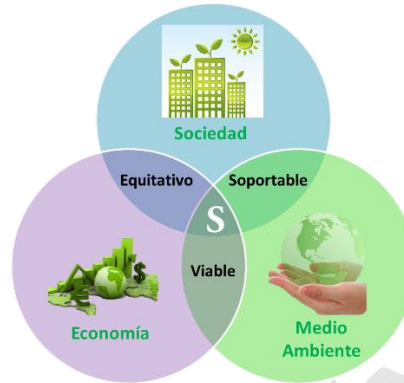 Sociedad
Equitativo
Soportable
S
Viable
$
Economía
Medio
Ambiente